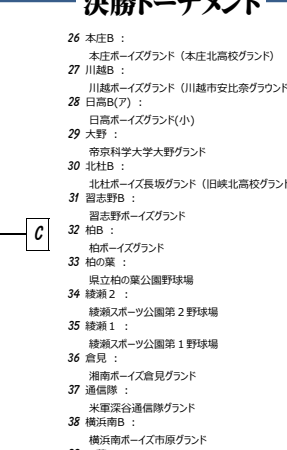 決勝トーナメント
26 本庄B ：
本庄ボーイズグランド（本庄北高校グランド）
27 川越B ：
川越ボーイズグランド（川越市安比奈グラウンド
28 日高B(ア) ：
日高ボーイズグランド(小)
29 大野 ：
帝京科学大学大野グランド
30 北杜B ：
北杜ボーイズ長坂グランド（旧峡北高校グランド
31 習志野B ：
習志野ボーイズグランド
C
32 柏B ：
柏ボーイズグランド
33 柏の葉 ：
県立柏の葉公園野球場
34 綾瀬２ ：
綾瀬スポーツ公園第２野球場
35 綾瀬１ ：
綾瀬スポーツ公園第１野球場
36 倉見 ：
湘南ボーイズ倉見グランド
37 通信隊 ：
米軍深谷通信隊グランド
38 横浜南B ：
横浜南ボーイズ市原グランド